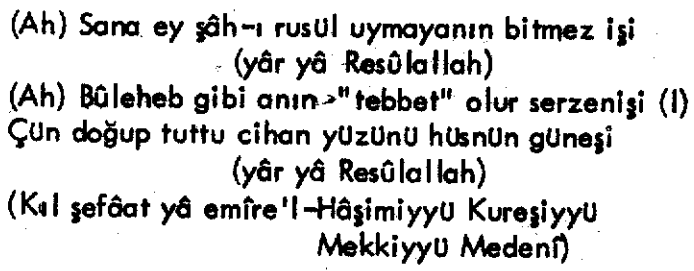 (Ah) Sana ey şâh-ı rusül uymayanın bitmez işi
(yâr yâ Resûlallah)
(Ah) Bûleheb gibi anın "tebbet" olur serzenişi (1)
Çün doğup tuttu cihan yüzünü hüsnün güneşi
(yâr yâ Resûlallah)
(Kıl şefâat yâ emîre'l-Hâşimiyyü Kureşiyyü
Mekkiyyü Medenî)